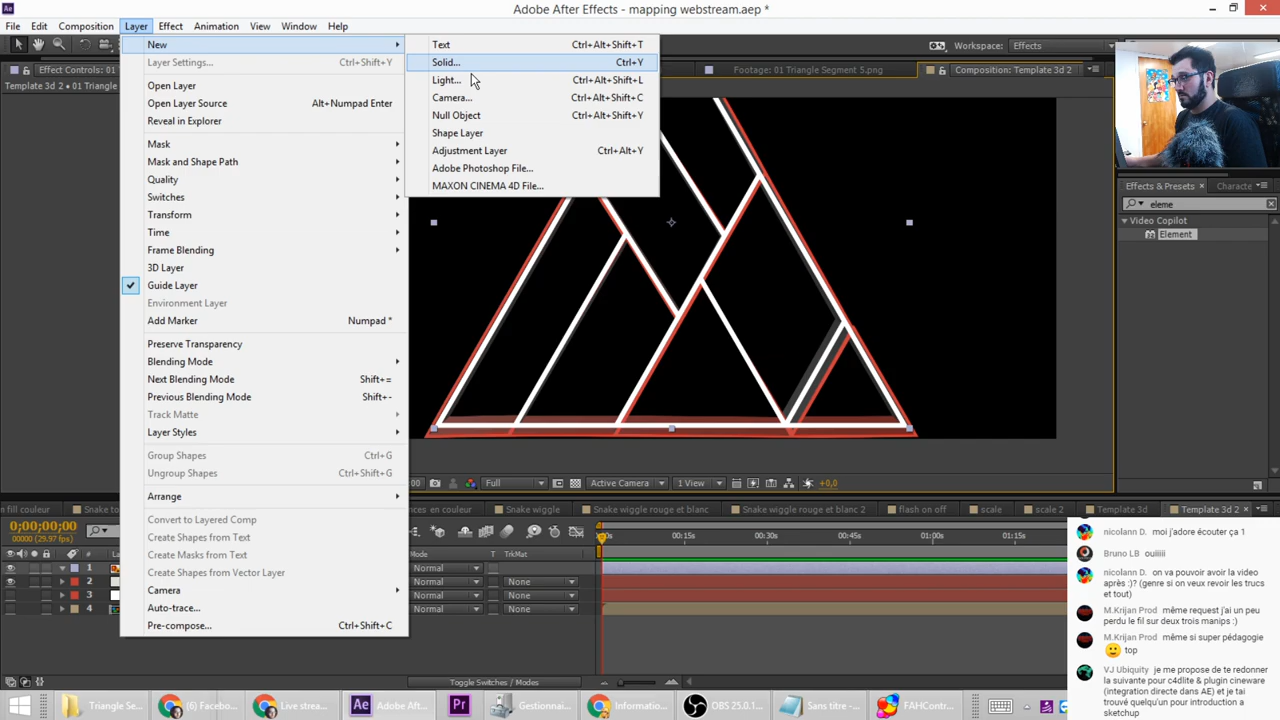 Adobe After Effects - mapping webstream.aep *
File Edit Composition Layer Effect Animation View Window Help
Workspace: Effects
New
Layer Settings... Ctrl+Shift+Y
Open Layer
Open Layer Source Alt+Numpad Enter
Reveal in Explorer
Mask
Mask and Shape Path
Quality
Switches
Transform
Time
Frame Blending
3D Layer
Guide Layer
Environment Layer
Add Marker Numpad *
Preserve Transparency
Blending Mode
Next Blending Mode Shift+=
Previous Blending Mode Shift+-
Track Matte
Layer Styles
Group Shapes Ctrl+G
Ungroup Shapes Ctrl+Shift+G
Arrange
Convert to Layered Comp
Create Shapes from Text
Create Masks from Text
Create Shapes from Vector Layer
Camera
Auto-trace...
Pre-compose... Ctrl+Shift+C
Text Ctrl+Alt+Shift+T
Solid... Ctrl+Y
Light... Ctrl+Alt+Shift+L
Camera... Ctrl+Alt+Shift+C
Null Object Ctrl+Alt+Shift+Y
Shape Layer
Adjustment Layer Ctrl+Alt+Y
Adobe Photoshop File...
MAXON CINEMA 4D File...
Effect Controls: 01
Template 3d 2 • 01 Triangle
Footage: 01 Triangle Segment 5.png
Composition: Template 3d 2
Effects & Presets
Characte
eleme
Video Copilot
Element
Full
Active Camera
1 View
+0,0
n fill couleur
Snake to
es en couleur
Snake wiggle
Snake wiggle rouge et blanc
Snake rouge et blanc
flash on off
scale
scale 2
Template 3d
Template 3d 2
0;00;00;00
00000 (29.97 fps)
00:15s 00:30s 00:45s 01:00s 01:15s
#
Mode T TrkMat
1 Normal
2 Normal None
3 Normal None
4 Normal None
Toggle Switches / Modes
nicolann D. moi j'adore écouter ça 1
Bruno LB ouiiiii
nicolann D. on va pouvoir avoir la video
après :)? (genre si on veux revoir les trucs
et tout)
M.Krijan Prod même request j'ai un peu
perdu le fil sur deux trois manips :)
M.Krijan Prod même si super pédagogie
top
VJ Ubiquity je me propose de te redonner
la suivante pour c4dlite & plugin cineware
(integration directe dans AE) et je tai
trouvé quelqu'un pour l'impression a
sketchup
Triangle Se...
(6) Facebo...
Live stream...
Adobe Aft...
Gestionnai...
Informatio...
OBS 25.0.1...
Sans titre -...
FAHContr...